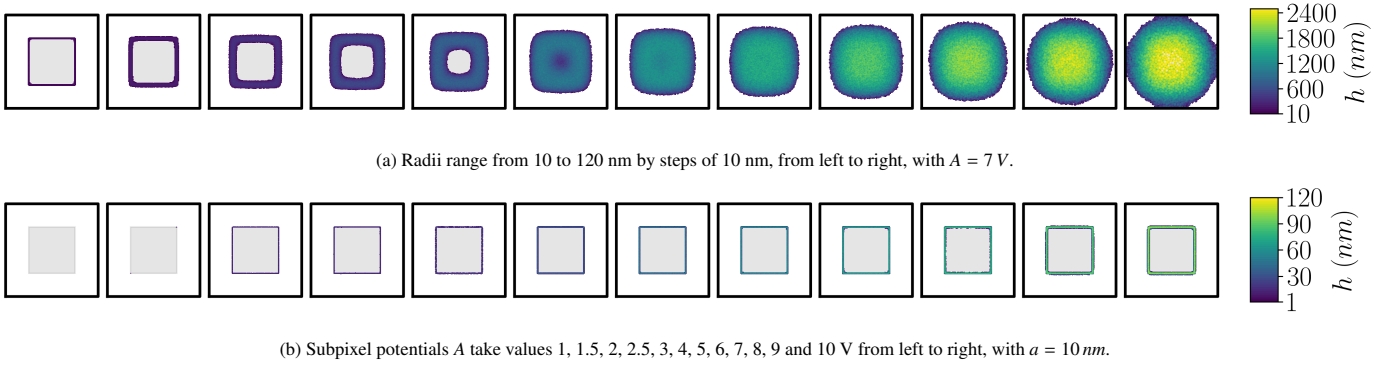 2400
1800
1200
600
10
h (nm)
(a) Radii range from 10 to 120 nm by steps of 10 nm, from left to right, with A = 7 V.
120
90
60
30
1
h (nm)
(b) Subpixel potentials A take values 1, 1.5, 2, 2.5, 3, 4, 5, 6, 7, 8, 9 and 10 V from left to right, with a = 10 nm.